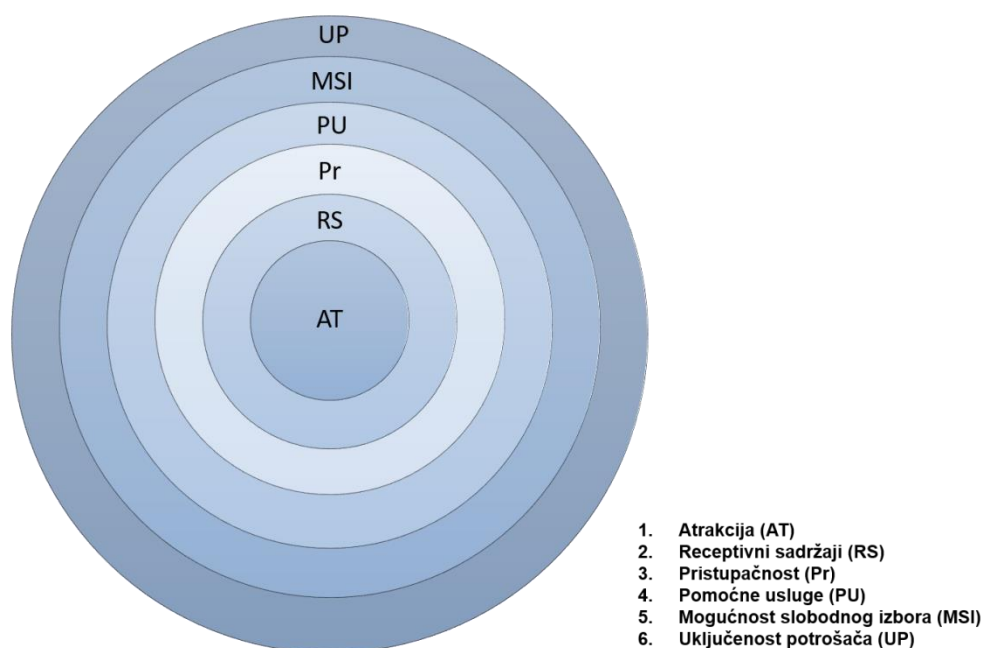 UP
MSI
PU
Pr
RS
AT
1. Atrakcija (AT)
2. Receptivni sadržaji (RS)
3. Pristupačnost (Pr)
4. Pomoćne usluge (PU)
5. Mogućnost slobodnog izbora (MSI)
6. Uključenost potrošača (UP)